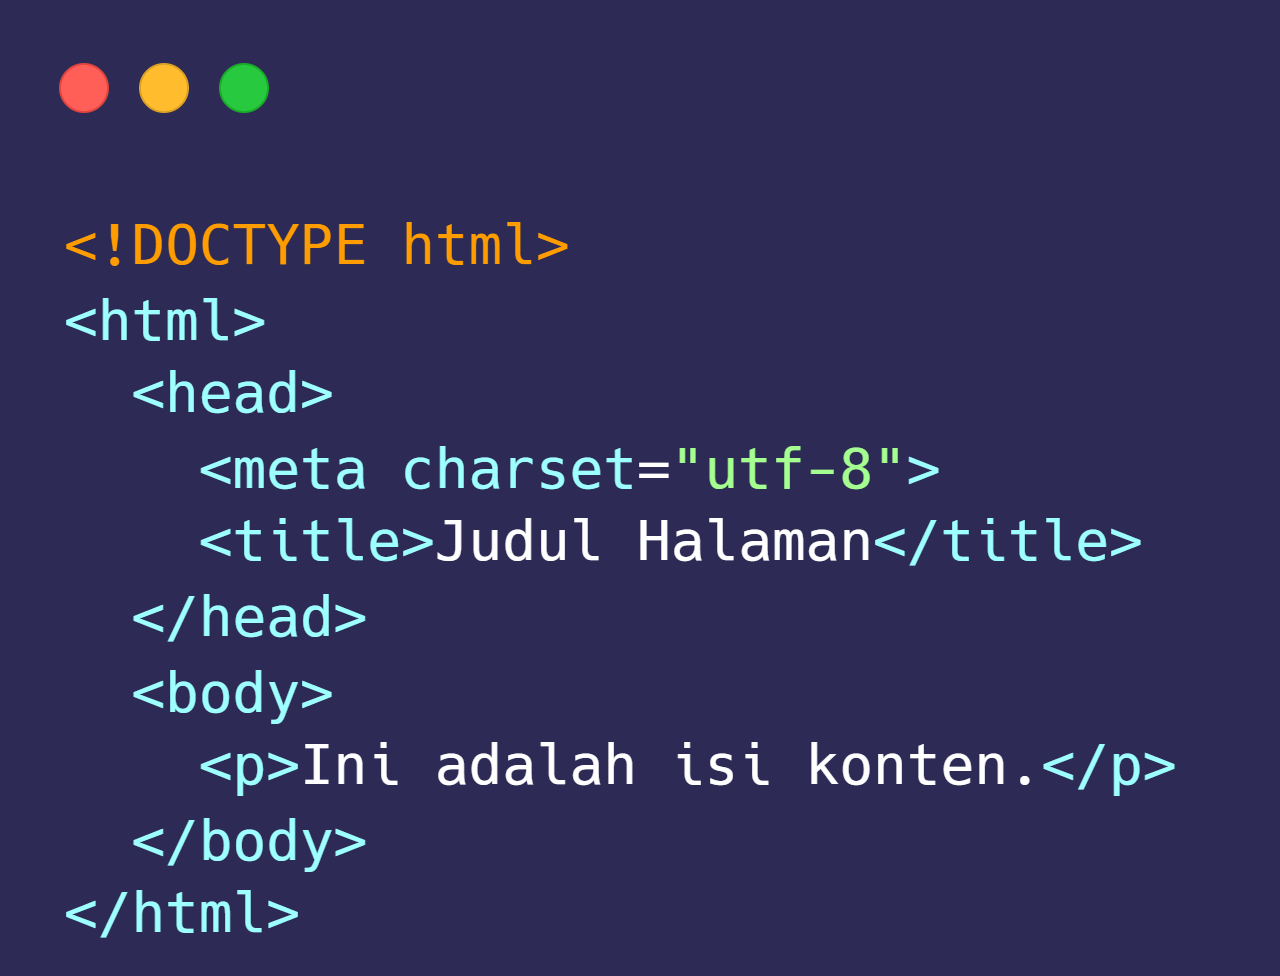 <!DOCTYPE html>
<html>
  <head>
    <meta charset="utf-8">
    <title>Judul Halaman</title>
  </head>
  <body>
    <p>Ini adalah isi konten.</p>
  </body>
</html>